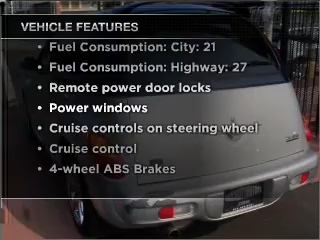 VEHICLE FEATURES
• Fuel Consumption: City: 21
• Fuel Consumption: Highway: 27
• Remote power door locks
• Power windows
• Cruise controls on steering wheel
• Cruise control
• 4-wheel ABS Brakes